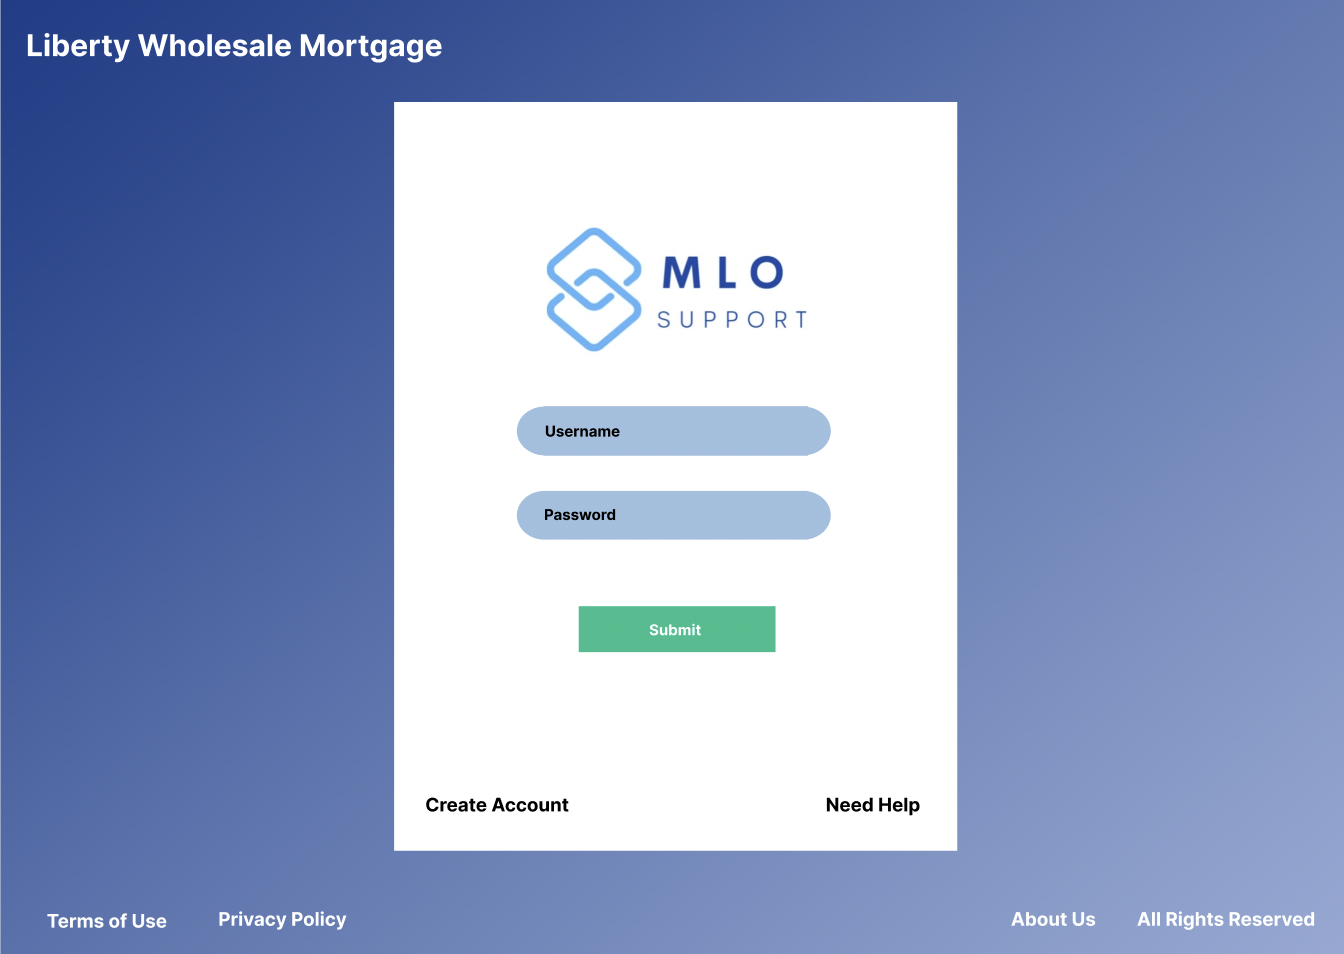 Liberty Wholesale Mortgage
MLO
SUPPORT
Username
Password
Submit
Create Account
Need Help
Terms of Use
Privacy Policy
About Us
All Rights Reserved